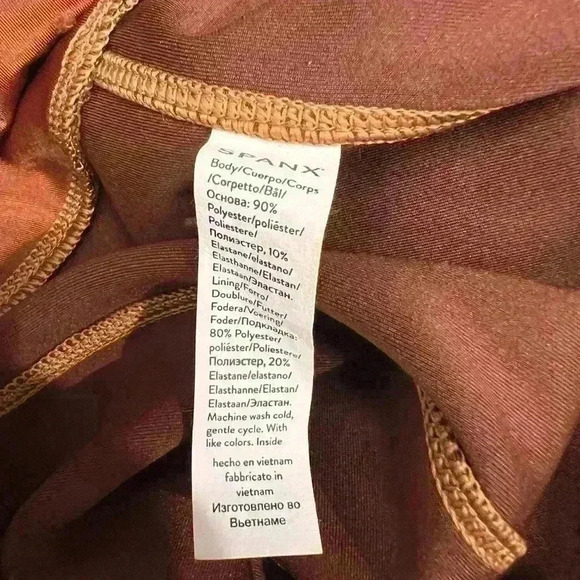 SPANX
Body/Cuerpo/Corps
/Corpetto/Bál/
Основа: 90%
Polyester/poliéster/
Poliestere/
Полиэстер, 10%
Elastane/elastano/
Elasthanne/Elastan/
Elastaan/Эластан.
Lining/Forro/
Doublure/Futter/
Fodera/Voering/
Foder/Подкладка:
80% Polyester/
poliéster/Poliestere/
Полиэстер, 20%
Elastane/elastano/
Elasthanne/Elastan/
Elastaan/Эластан.
Machine wash cold,
gentle cycle. With
like colors. Inside
hecho en vietnam
fabbricato in
vietnam
Изготовлено во
Вьетнаме